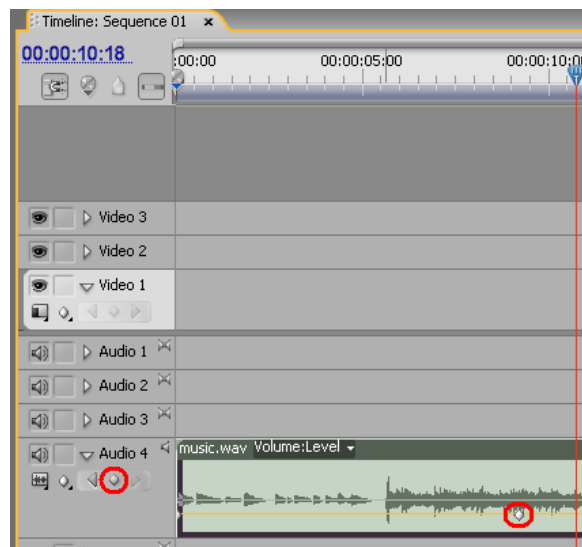 Timeline: Sequence 01 x
00:00:10:18
:00:00 00:00:05:00 00:00:10:0
Video 3
Video 2
Video 1
Audio 1
Audio 2
Audio 3
Audio 4
music.wav Volume:Level